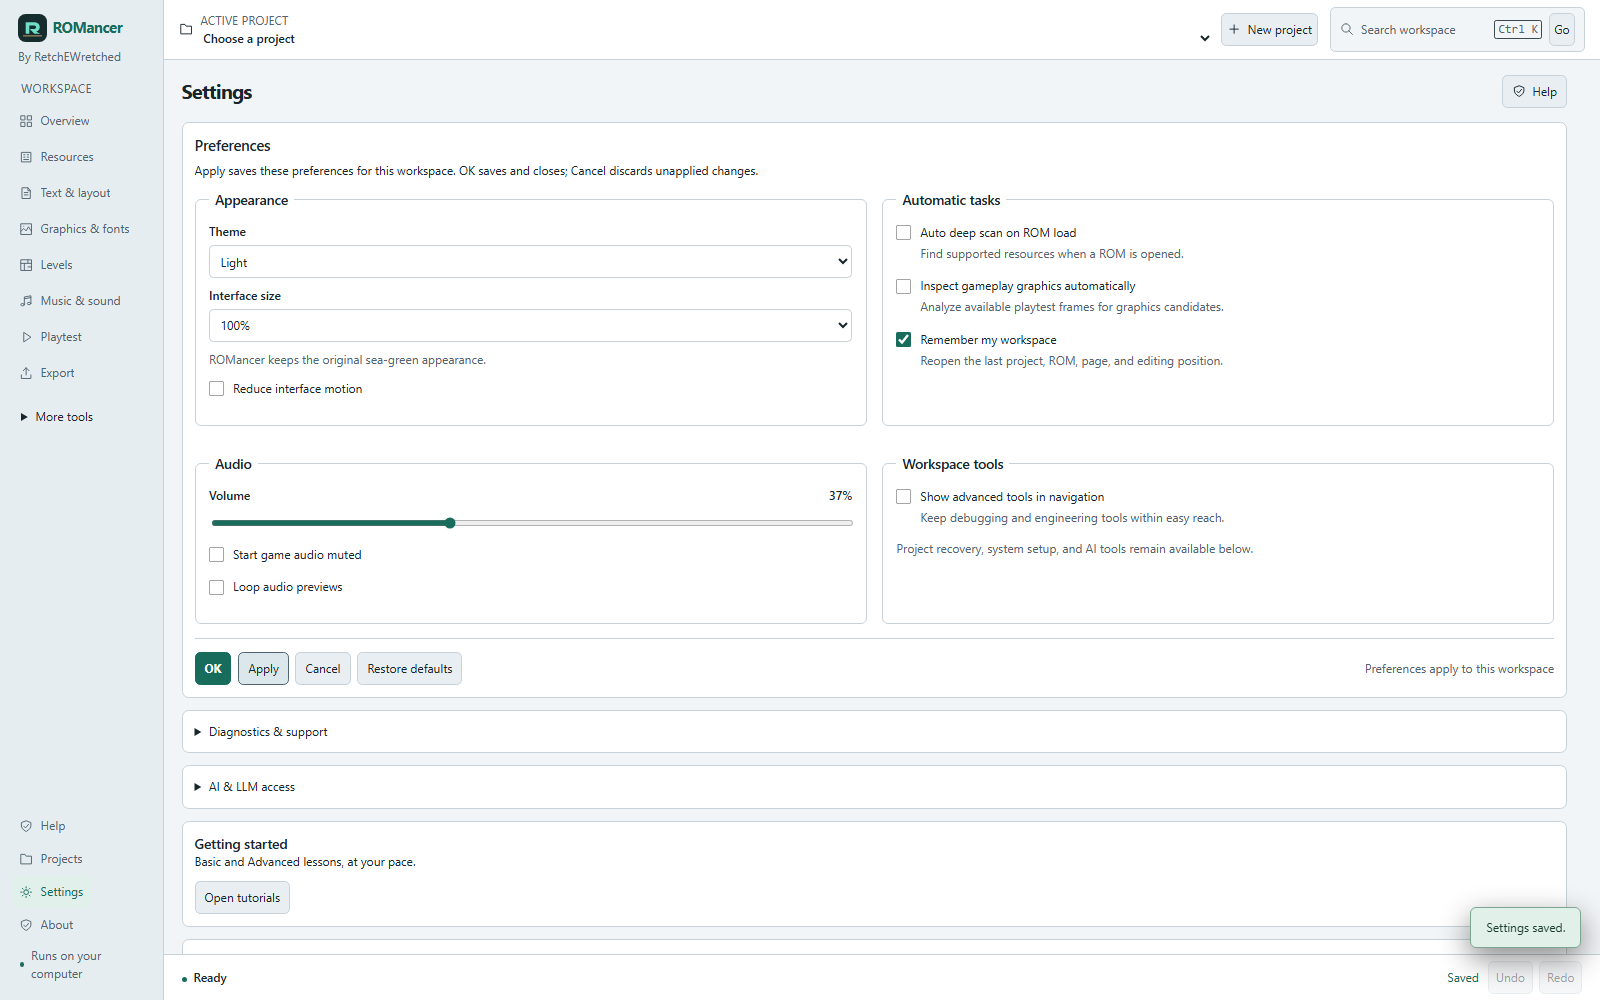 ROMancer
By RetchEWretched
WORKSPACE
Overview
Resources
Text & layout
Graphics & fonts
Levels
Music & sound
Playtest
Export
More tools
Help
Projects
Settings
About
Runs on your
computer
ACTIVE PROJECT
Choose a project
New project
Search workspace
Ctrl K
Go
Settings
Help
Preferences
Apply saves these preferences for this workspace. OK saves and closes; Cancel discards unapplied changes.
Appearance
Theme
Light
Interface size
100%
ROMancer keeps the original sea-green appearance.
Reduce interface motion
Automatic tasks
Auto deep scan on ROM load
Find supported resources when a ROM is opened.
Inspect gameplay graphics automatically
Analyze available playtest frames for graphics candidates.
Remember my workspace
Reopen the last project, ROM, page, and editing position.
Audio
Volume 37%
Start game audio muted
Loop audio previews
Workspace tools
Show advanced tools in navigation
Keep debugging and engineering tools within easy reach.
Project recovery, system setup, and AI tools remain available below.
OK Apply Cancel Restore defaults
Preferences apply to this workspace
Diagnostics & support
AI & LLM access
Getting started
Basic and Advanced lessons, at your pace.
Open tutorials
Settings saved.
Ready
Saved Undo Redo